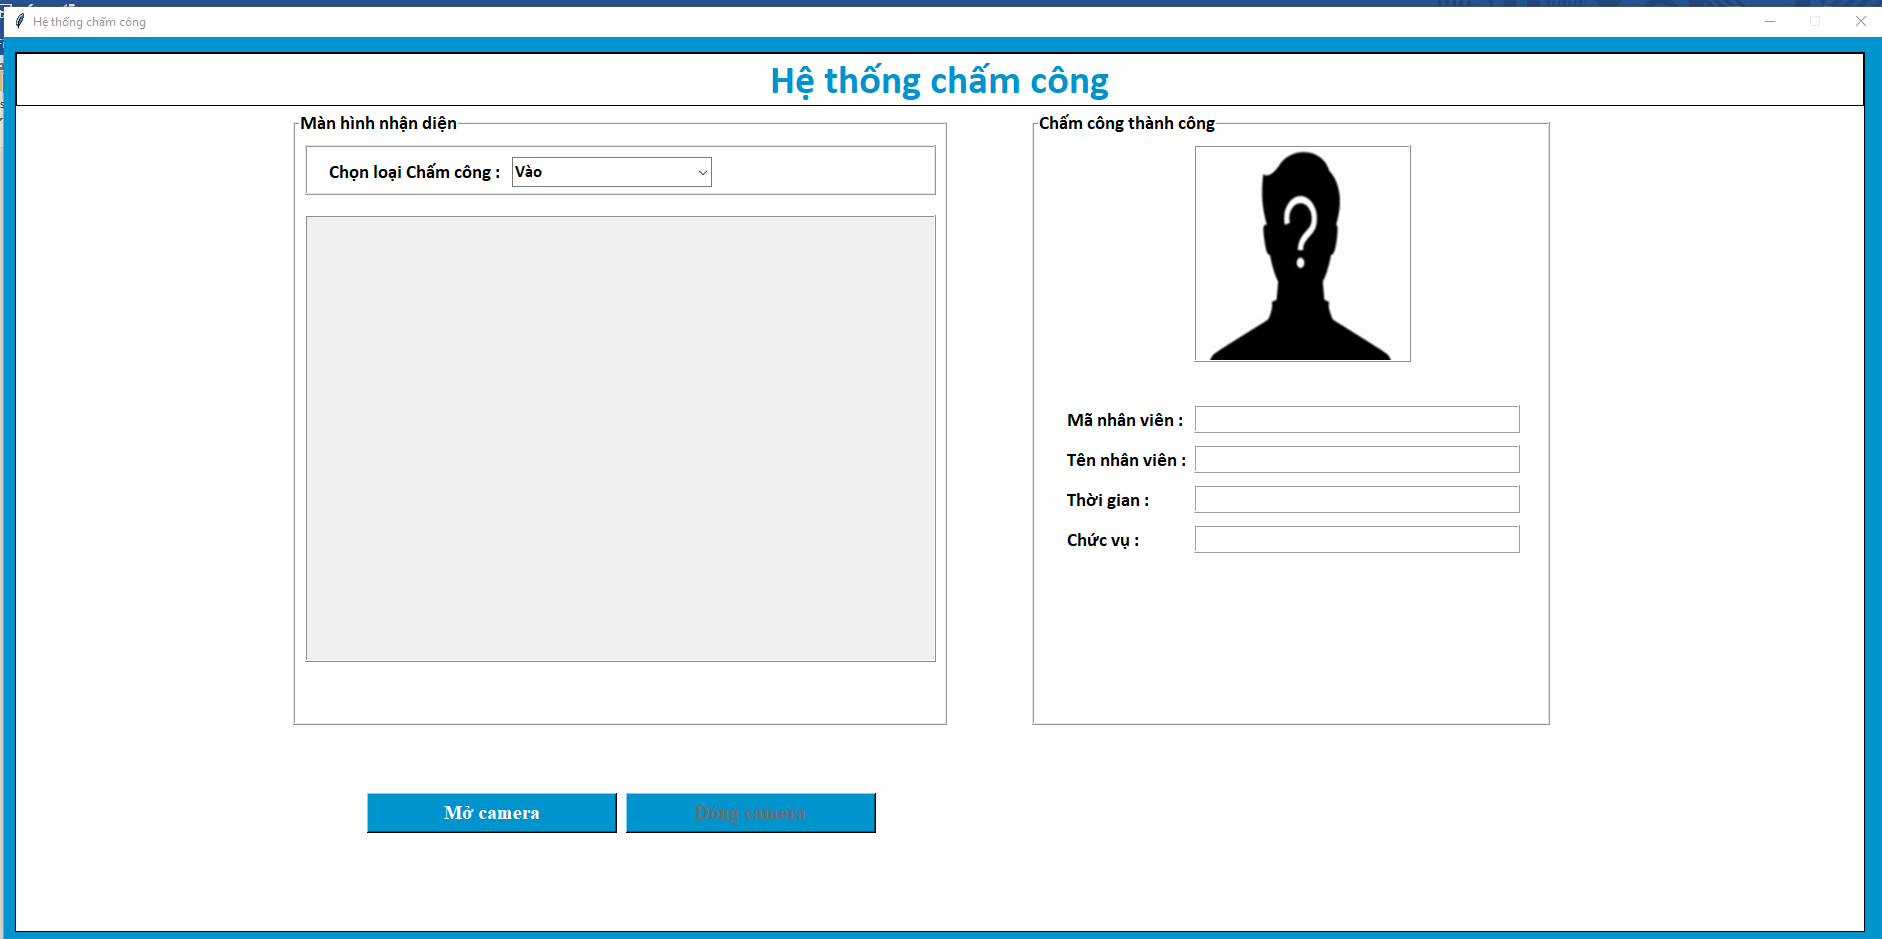 Hệ thống chấm công
Hệ thống chấm công
Màn hình nhận diện
Chọn loại Chấm công :
Vào
Mở camera
Đóng camera
Chấm công thành công
?
Mã nhân viên :
Tên nhân viên :
Thời gian :
Chức vụ :